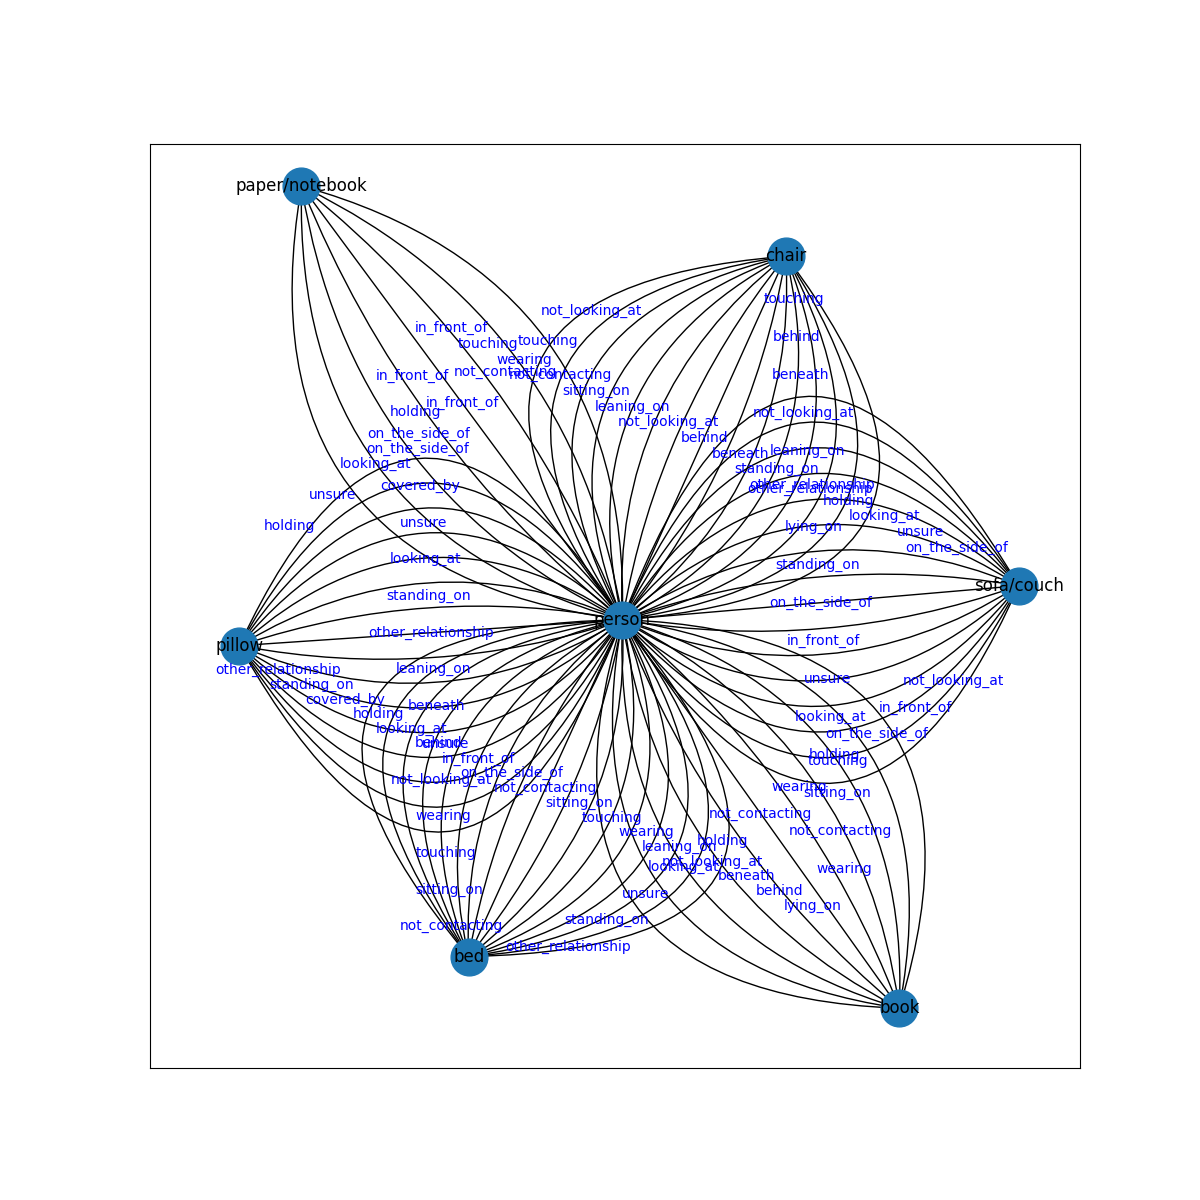 paper/notebook
chair
touching
not_looking_at
in_front_of
behind
touching
touching
wearing
not_contacting
not_contacting
beneath
in_front_of
sitting_on
in_front_of
leaning_on
holding
not_looking_at
not_looking_at
on_the_side_of
behind
on_the_side_of
beneath
leaning_on
looking_at
standing_on
covered_by
other_relationship
other_relationship
unsure
holding
looking_at
holding
unsure
lying_on
unsure
on_the_side_of
looking_at
standing_on
sofa/couch
standing_on
on_the_side_of
person
other_relationship
in_front_of
pillow
other_relationship
leaning_on
unsure
not_looking_at
standing_on
covered_by
beneath
in_front_of
holding
looking_at
looking_at
on_the_side_of
behind
unsure
holding
in_front_of
touching
on_the_side_of
not_looking_at
not_contacting
wearing
sitting_on
sitting_on
wearing
touching
not_contacting
wearing
not_contacting
holding
leaning_on
touching
not_looking_at
looking_at
wearing
beneath
sitting_on
unsure
behind
lying_on
not_contacting
standing_on
other_relationship
bed
book